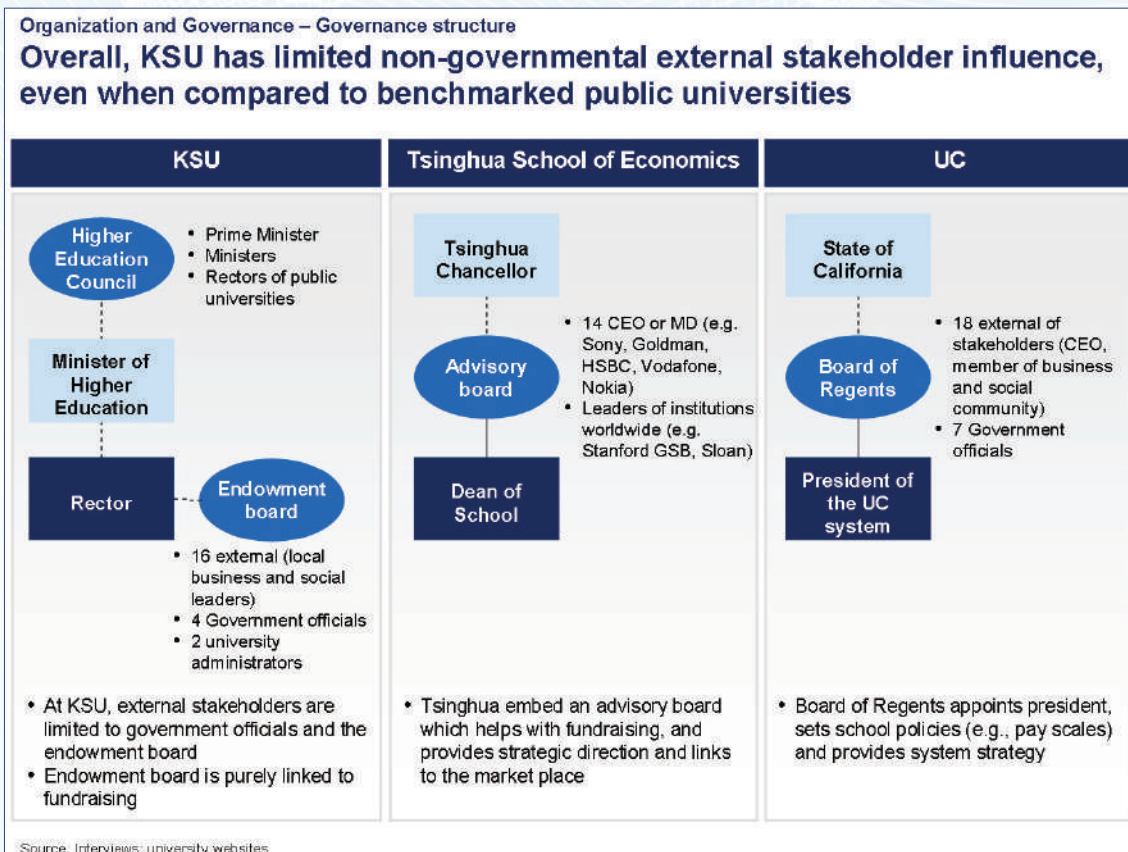 Organization and Governance – Governance structure
Overall, KSU has limited non-governmental external stakeholder influence,
even when compared to benchmarked public universities
KSU
Higher
Education
Council
• Prime Minister
• Ministers
• Rectors of public
universities
Minister of
Higher
Education
Rector
Endowment
board
• 16 external (local
business and social
leaders)
• 4 Government officials
• 2 university
administrators
• At KSU, external stakeholders are
limited to government officials and the
endowment board
• Endowment board is purely linked to
fundraising
Tsinghua School of Economics
Tsinghua
Chancellor
Advisory
board
• 14 CEO or MD (e.g.
Sony, Goldman,
HSBC, Vodafone,
Nokia)
• Leaders of institutions
worldwide (e.g.
Stanford GSB, Sloan)
Dean of
School
• Tsinghua embed an advisory board
which helps with fundraising, and
provides strategic direction and links
to the market place
UC
State of
California
Board of
Regents
• 18 external of
stakeholders (CEO,
member of business
and social
community)
• 7 Government
officials
President of
the UC
system
• Board of Regents appoints president,
sets school policies (e.g., pay scales)
and provides system strategy
Source: Interviews; university websites